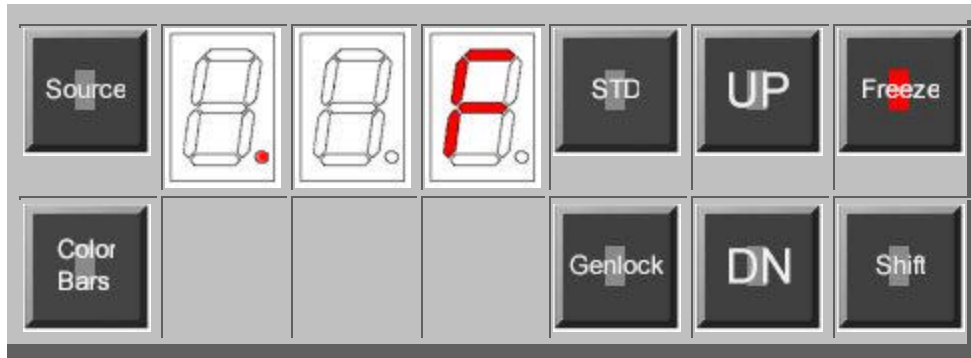 Source
F
STD
UP
Freeze
Color
Bars
Genlock
DN
Shift